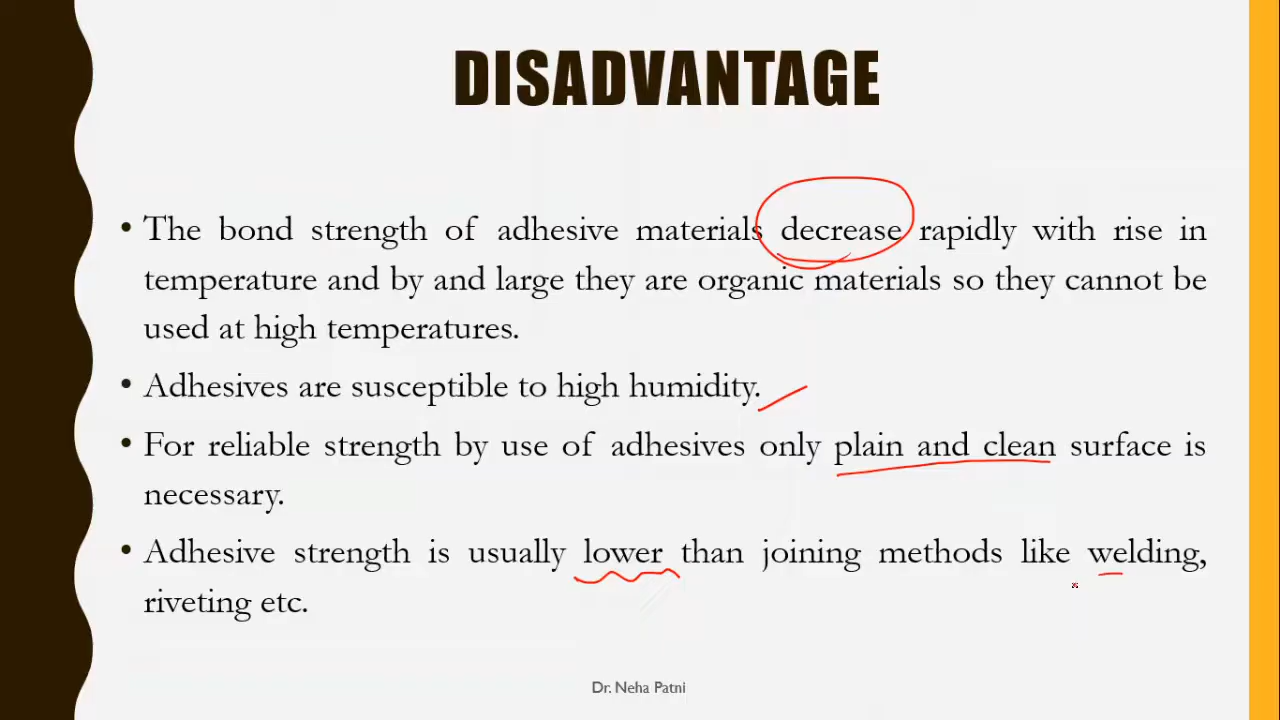 DISADVANTAGE
• The bond strength of adhesive materials decrease rapidly with rise in
temperature and by and large they are organic materials so they cannot be
used at high temperatures.
• Adhesives are susceptible to high humidity.
• For reliable strength by use of adhesives only plain and clean surface is
necessary.
• Adhesive strength is usually lower than joining methods like welding,
riveting etc.
Dr. Neha Patni